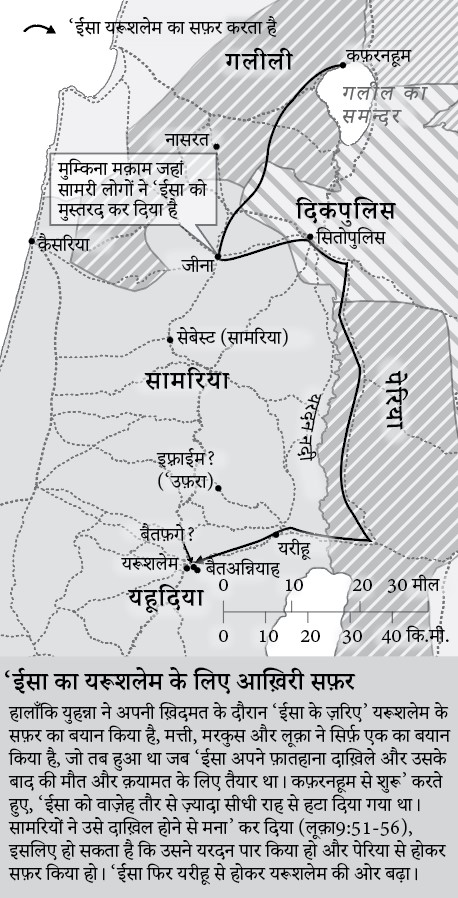 ‘ईसा यरूशलेम का सफ़र करता है
गलीली
कफ़रनहूम
गलील का
समन्दर
नासरत
मुम्किना मक़ाम जहां
सामरी लोगों ने ‘ईसा को
मुस्तरद कर दिया है
दिकपुलिस
सितोपुलिस
क़ैसरिया
जीना
सेबेस्ट (सामरिया)
सामरिया
पेरिया
यरदन नदी
इफ़्राईम?
(‘उफ़रा)
बैतफ़गे?
यरीहू
यरूशलेम
बैतअन्नियाह
यहूदिया
0 10 20 30 मील
0 10 20 30 40 कि.मी.
‘ईसा का यरूशलेम के लिए आख़िरी सफ़र
हालाँकि युहन्ना ने अपनी ख़िदमत के दौरान ‘ईसा के ज़रिए’ यरूशलेम के
सफ़र का बयान किया है, मत्ती, मरकुस और लूक़ा ने सिर्फ़ एक का बयान
किया है, जो तब हुआ था जब ‘ईसा अपने फ़ातहाना दाख़िले और उसके
बाद की मौत और क़यामत के लिए तैयार था। कफ़रनहूम से शुरू’ करते
हुए, ‘ईसा को वाज़ेह तौर से ज़्यादा सीधी राह से हटा दिया गया था।
सामरियों ने उसे दाख़िल होने से मना’ कर दिया (लूक़ा9:51-56),
इसलिए हो सकता है कि उसने यरदन पार किया हो और पेरिया से होकर
सफ़र किया हो। ‘ईसा फिर यरीहू से होकर यरूशलेम की ओर बढ़ा।